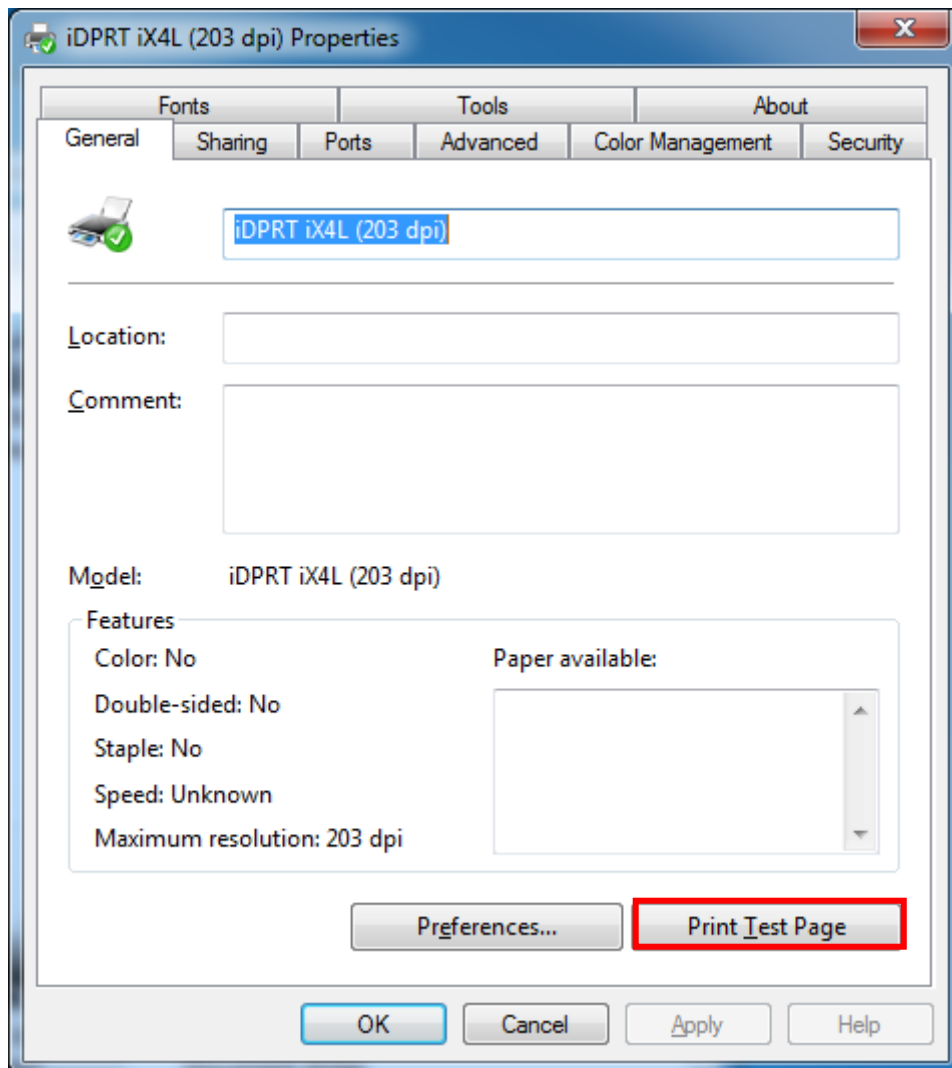 iDPRT iX4L (203 dpi) Properties
Fonts Tools About
General Sharing Ports Advanced Color Management Security
iDPRT iX4L (203 dpi)
Location:
Comment:
Model: iDPRT iX4L (203 dpi)
Features
Color: No Paper available:
Double-sided: No
Staple: No
Speed: Unknown
Maximum resolution: 203 dpi
Preferences... Print Test Page
OK Cancel Apply Help